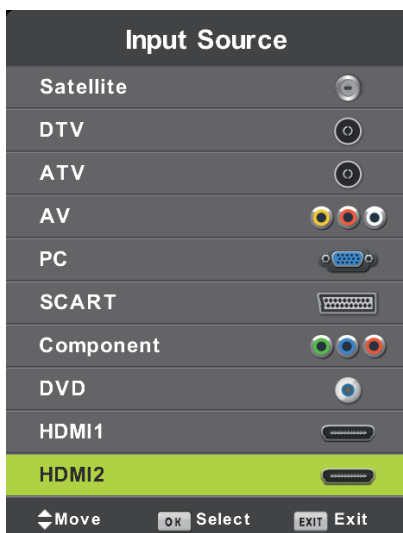 Input Source
Satellite
DTV
ATV
AV
PC
SCART
Component
DVD
HDMI1
HDMI2
Move OK Select EXIT Exit